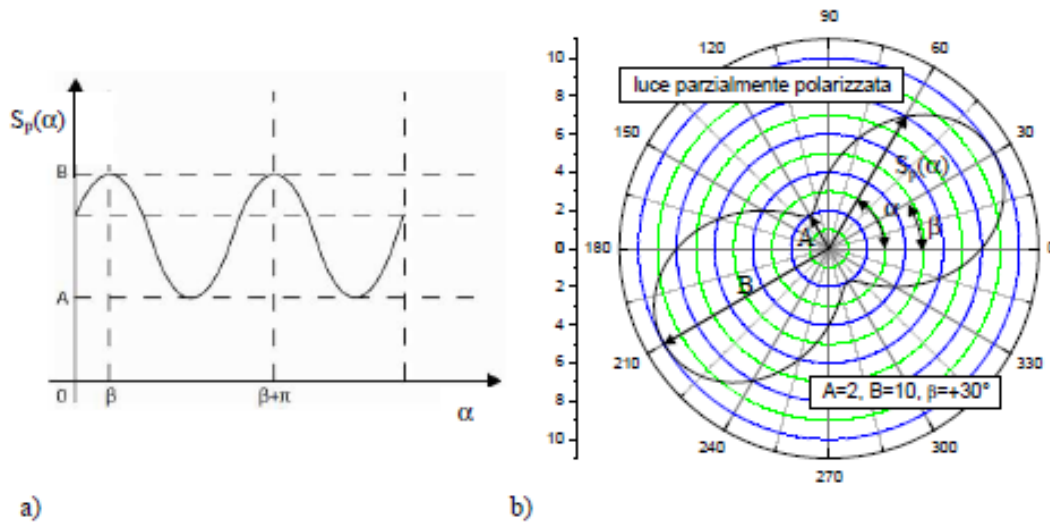 Sₚ(α)
B
A
0
β
β+π
α
a)
b)
10
8
6
4
2
0
2
4
6
8
10
90
60
30
0
330
300
270
240
210
180
150
120
luce parzialmente polarizzata
Sₚ(α)
α
β
A
B
A=2, B=10, β=+30°